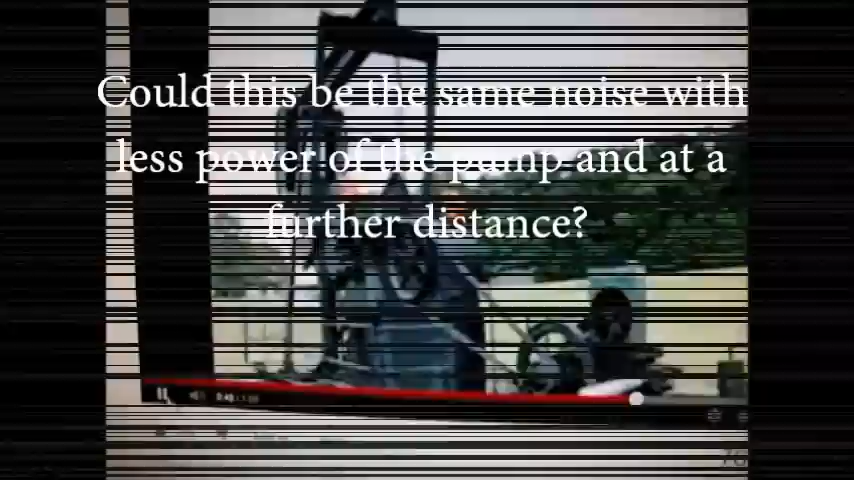 Could this be the same noise with
less power of the pump and at a
further distance?